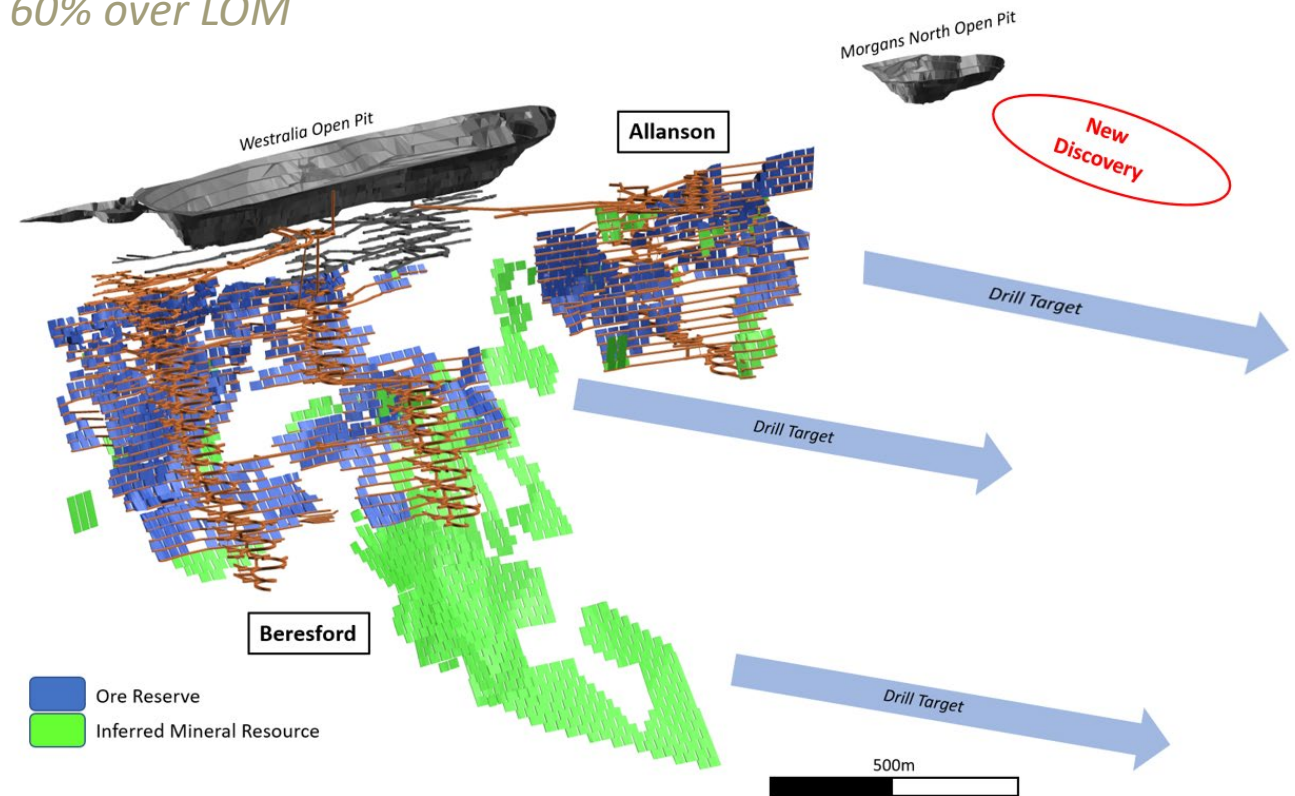 60% over LOM
Morgans North Open Pit
Westralia Open Pit
Allanson
New
Discovery
Drill Target
Drill Target
Beresford
Ore Reserve
Inferred Mineral Resource
Drill Target
500m